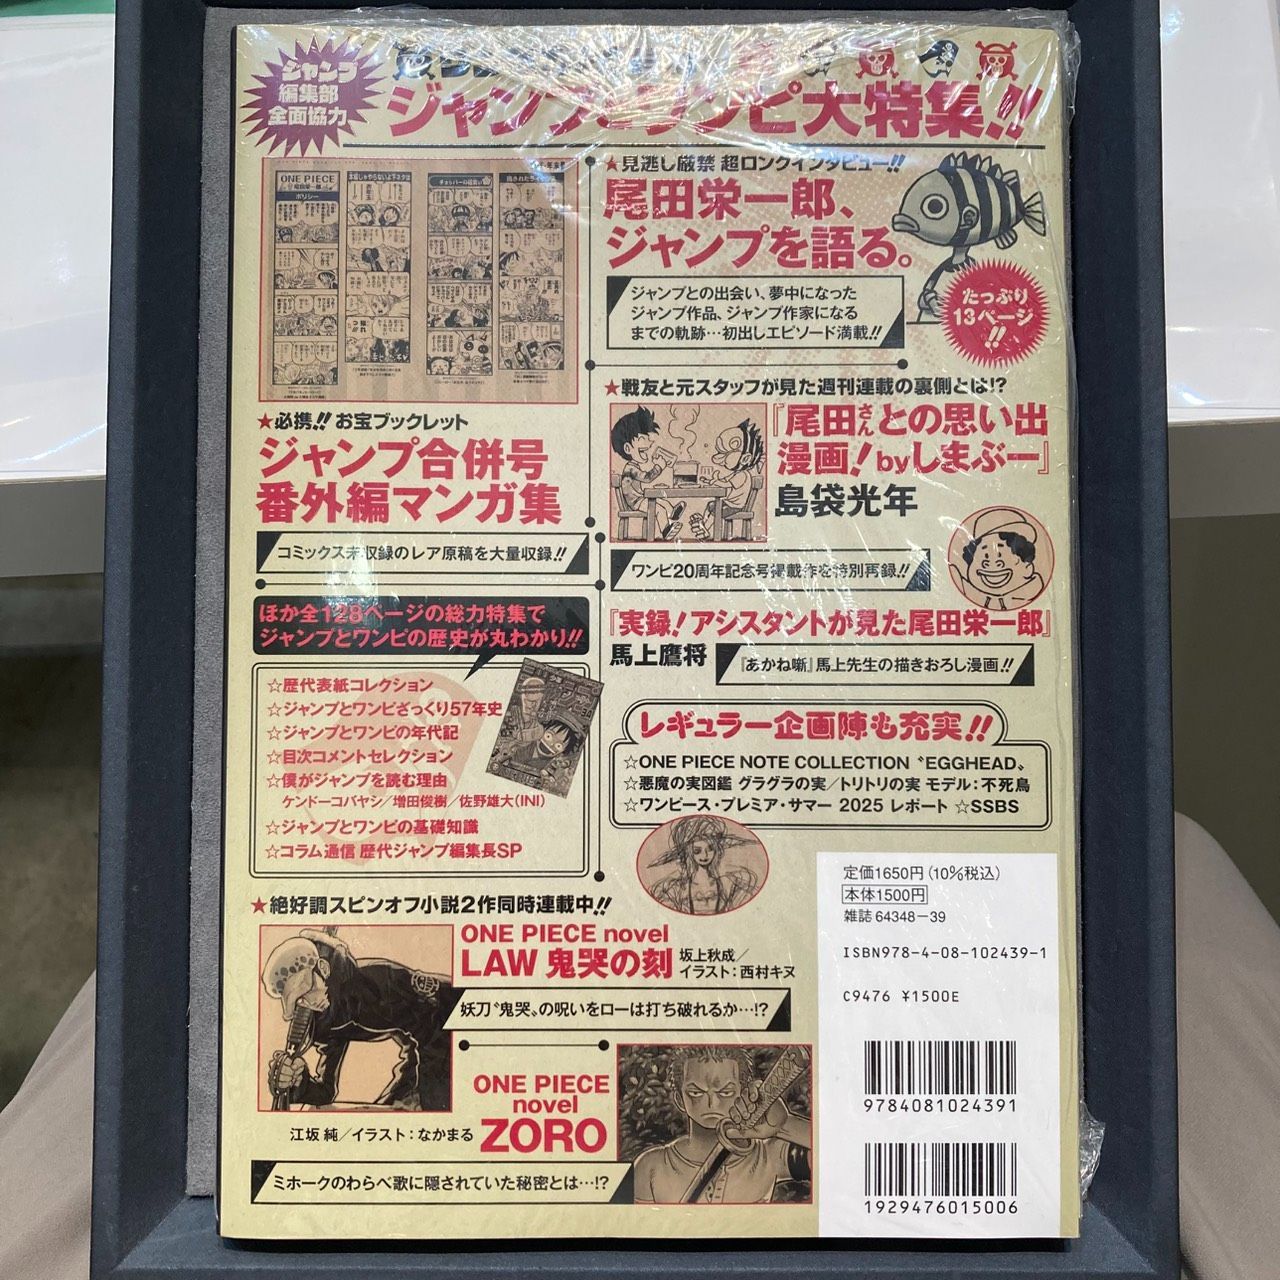 ジャンプ
編集部
全面協力
ジャンプとワンピ大特集!!
★見逃し厳禁 超ロングインタビュー!!
尾田栄一郎、
ジャンプを語る。
ジャンプとの出会い、夢中になった
ジャンプ作品、ジャンプ作家になる
までの軌跡…初出しエピソード満載!!
たっぷり
13ページ
!!
ONE PIECE
尾田栄一郎
ポリシー
★必携!! お宝ブックレット
ジャンプ合併号
番外編マンガ集
コミックス未収録のレア原稿を大量収録!!
★戦友と元スタッフが見た週刊連載の裏側とは!?
『尾田さんとの思い出
漫画!byしまぶー』
島袋光年
ワンピ20周年記念号掲載作を特別再録!!
『実録!アシスタントが見た尾田栄一郎』
馬上鷹将
『あかね噺』馬上先生の描きおろし漫画!!
ほか全128ページの総力特集で
ジャンプとワンピの歴史が丸わかり!!
☆歴代表紙コレクション
☆ジャンプとワンピざっくり57年史
☆ジャンプとワンピの年代記
☆目次コメントセレクション
☆僕がジャンプを読む理由
ケンドーコバヤシ/増田俊樹/佐野雄大(INI)
☆ジャンプとワンピの基礎知識
☆コラム通信 歴代ジャンプ編集長SP
レギュラー企画陣も充実!!
☆ONE PIECE NOTE COLLECTION〝EGGHEAD〟
☆悪魔の実図鑑 グラグラの実/トリトリの実 モデル:不死鳥
☆ワンピース・プレミア・サマー 2025 レポート ☆SSBS
★絶好調スピンオフ小説2作同時連載中!!
ONE PIECE novel
LAW 鬼哭の刻
坂上秋成/
イラスト:西村キヌ
妖刀〝鬼哭〟の呪いをローは打ち破れるか…!?
ONE PIECE
novel
ZORO
江坂 純/イラスト:なかまる
ミホークのわらべ歌に隠されていた秘密とは…!?
定価1650円(10%税込)
本体1500円
雑誌 64348-39
ISBN978-4-08-102439-1
C9476 ¥1500E
9784081024391
1929476015006